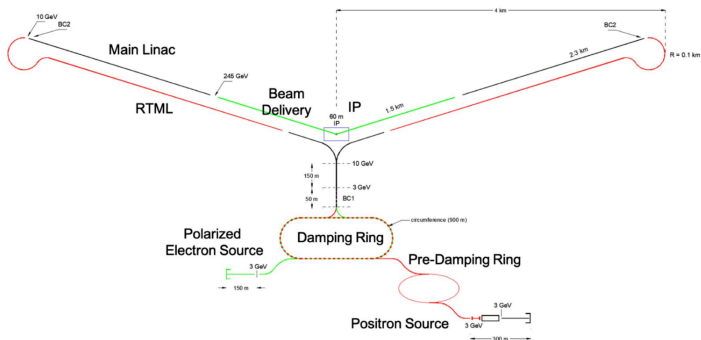 4 km
10 GeV
BC2
BC2
Main Linac
R = 0.1 km
2.3 km
245 GeV
Beam
Delivery
IP
RTML
60 m
IP
1.5 km
10 GeV
150 m
3 GeV
50 m
BC1
circumference (900 m)
Polarized
Electron Source
Damping Ring
Pre-Damping Ring
3 GeV
150 m
3 GeV
Positron Source
3 GeV
300 m